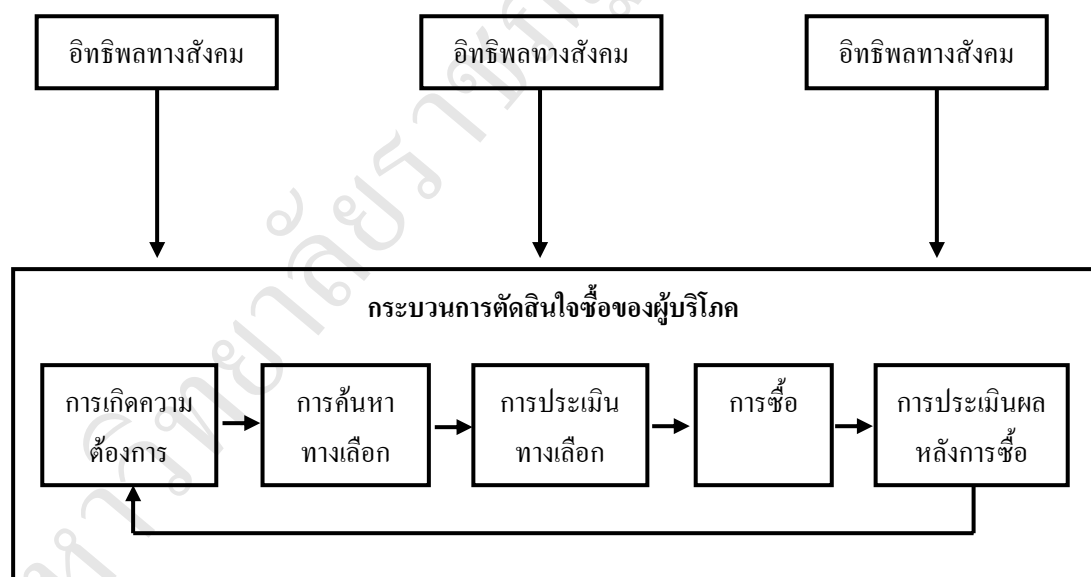 อิทธิพลทางสังคม
อิทธิพลทางสังคม
อิทธิพลทางสังคม
กระบวนการตัดสินใจซื้อของผู้บริโภค
การเกิดความ
ต้องการ
การค้นหา
ทางเลือก
การประเมิน
ทางเลือก
การซื้อ
การประเมินผล
หลังการซื้อ